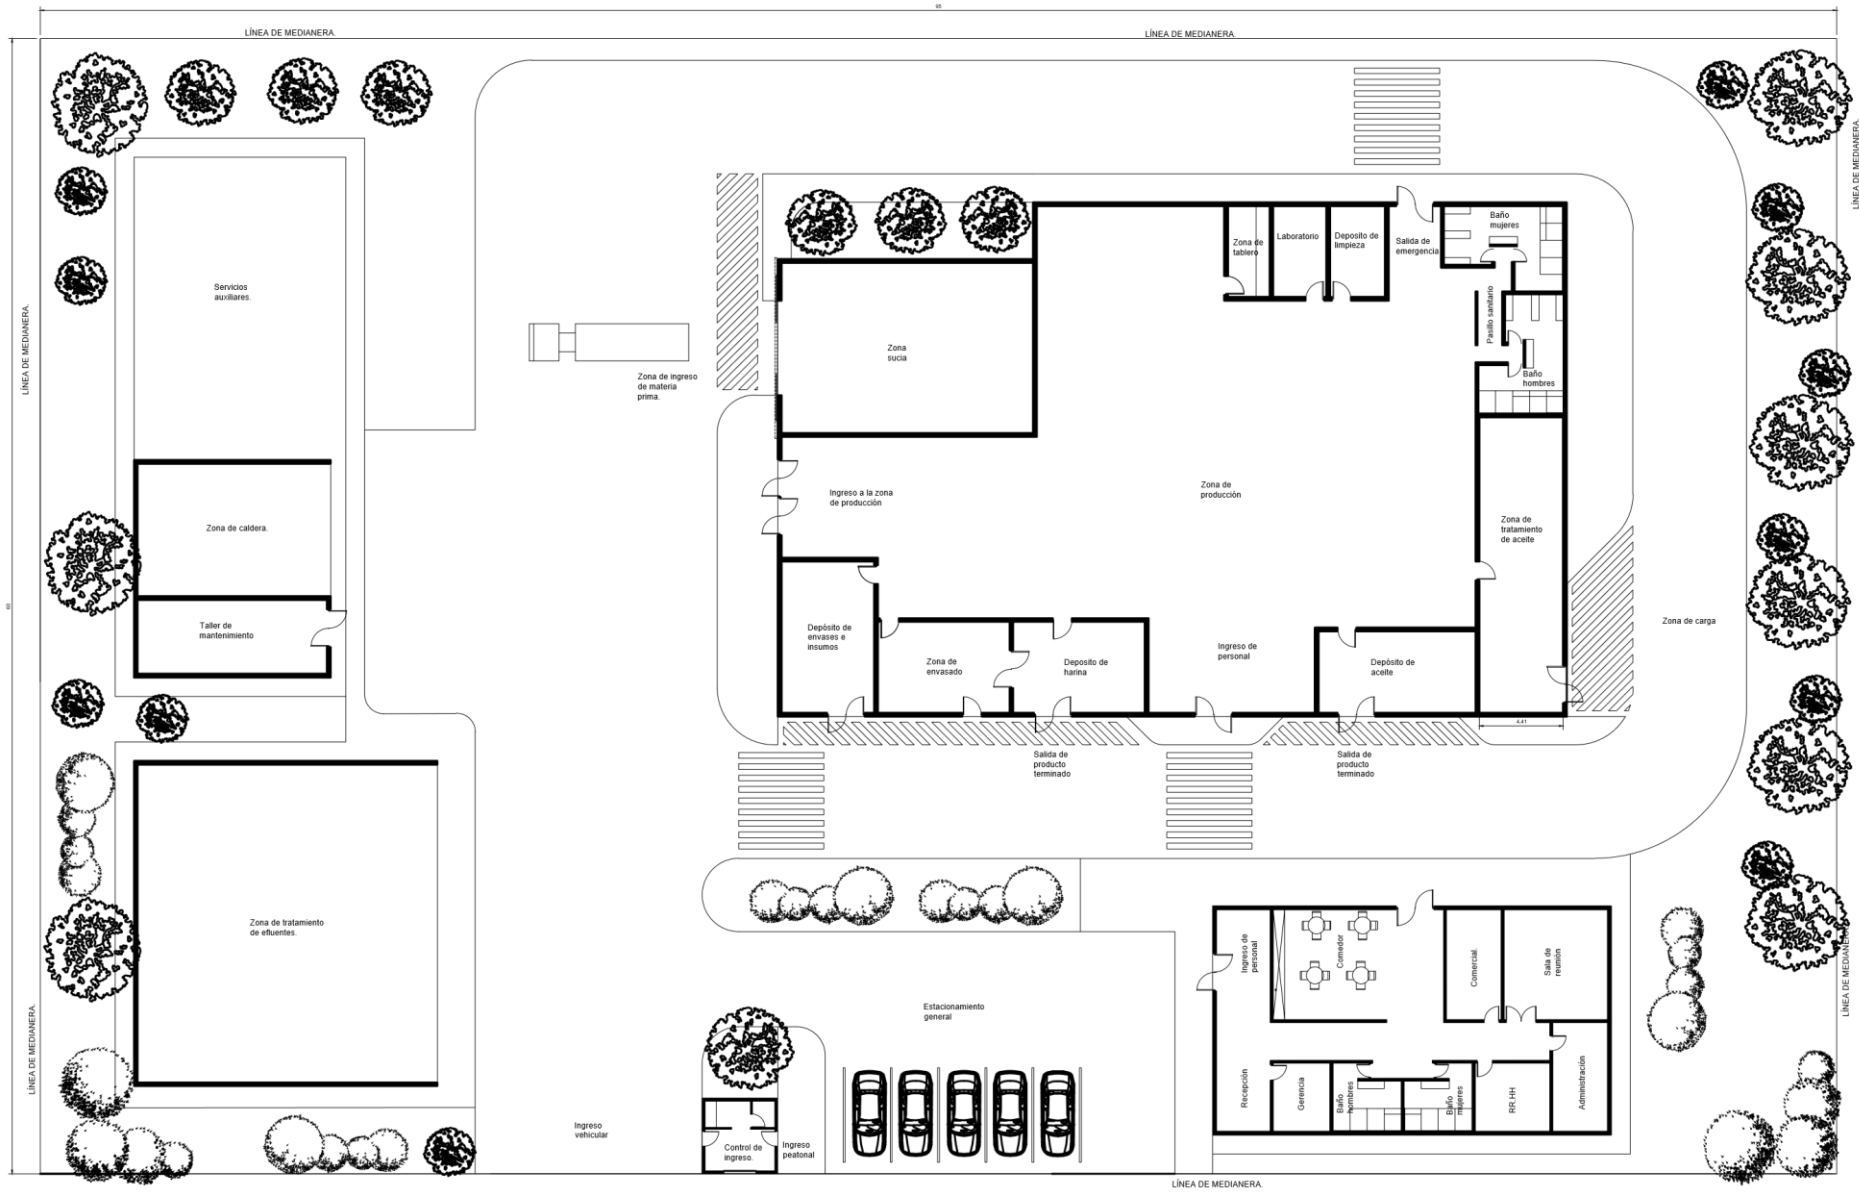 95
LÍNEA DE MEDIANERA.
LÍNEA DE MEDIANERA.
LÍNEA DE MEDIANERA.
LÍNEA DE MEDIANERA.
Baño
mujeres
Zona de
tablero
Laboratorio
Deposito de
limpieza
Salida de
emergencia
Servicios
auxiliares.
Pasillo sanitario
Zona
sucia
Zona de ingreso
de materia
prima.
Baño
hombres
Ingreso a la zona
de producción
Zona de
producción
Zona de caldera.
Zona de
tratamiento
de aceite
60
Taller de
mantenimiento
Depósito de
envases e
insumos
Zona de
envasado
Deposito de
harina
Ingreso de
personal
Depósito de
aceite
Zona de carga
4,41
Salida de
producto
terminado
Salida de
producto
terminado
Zona de tratamiento
de efluentes.
Ingreso de
personal
Comedor
Comercial.
Sala de
reunión
LÍNEA DE MEDIANERA.
LÍNEA DE MEDIANERA.
Estacionamiento
general
Recepción
Gerencia
Baño
hombres
Baño
mujeres
RR.HH
Administración
Ingreso
vehicular
Control de
ingreso.
Ingreso
peatonal
LÍNEA DE MEDIANERA.